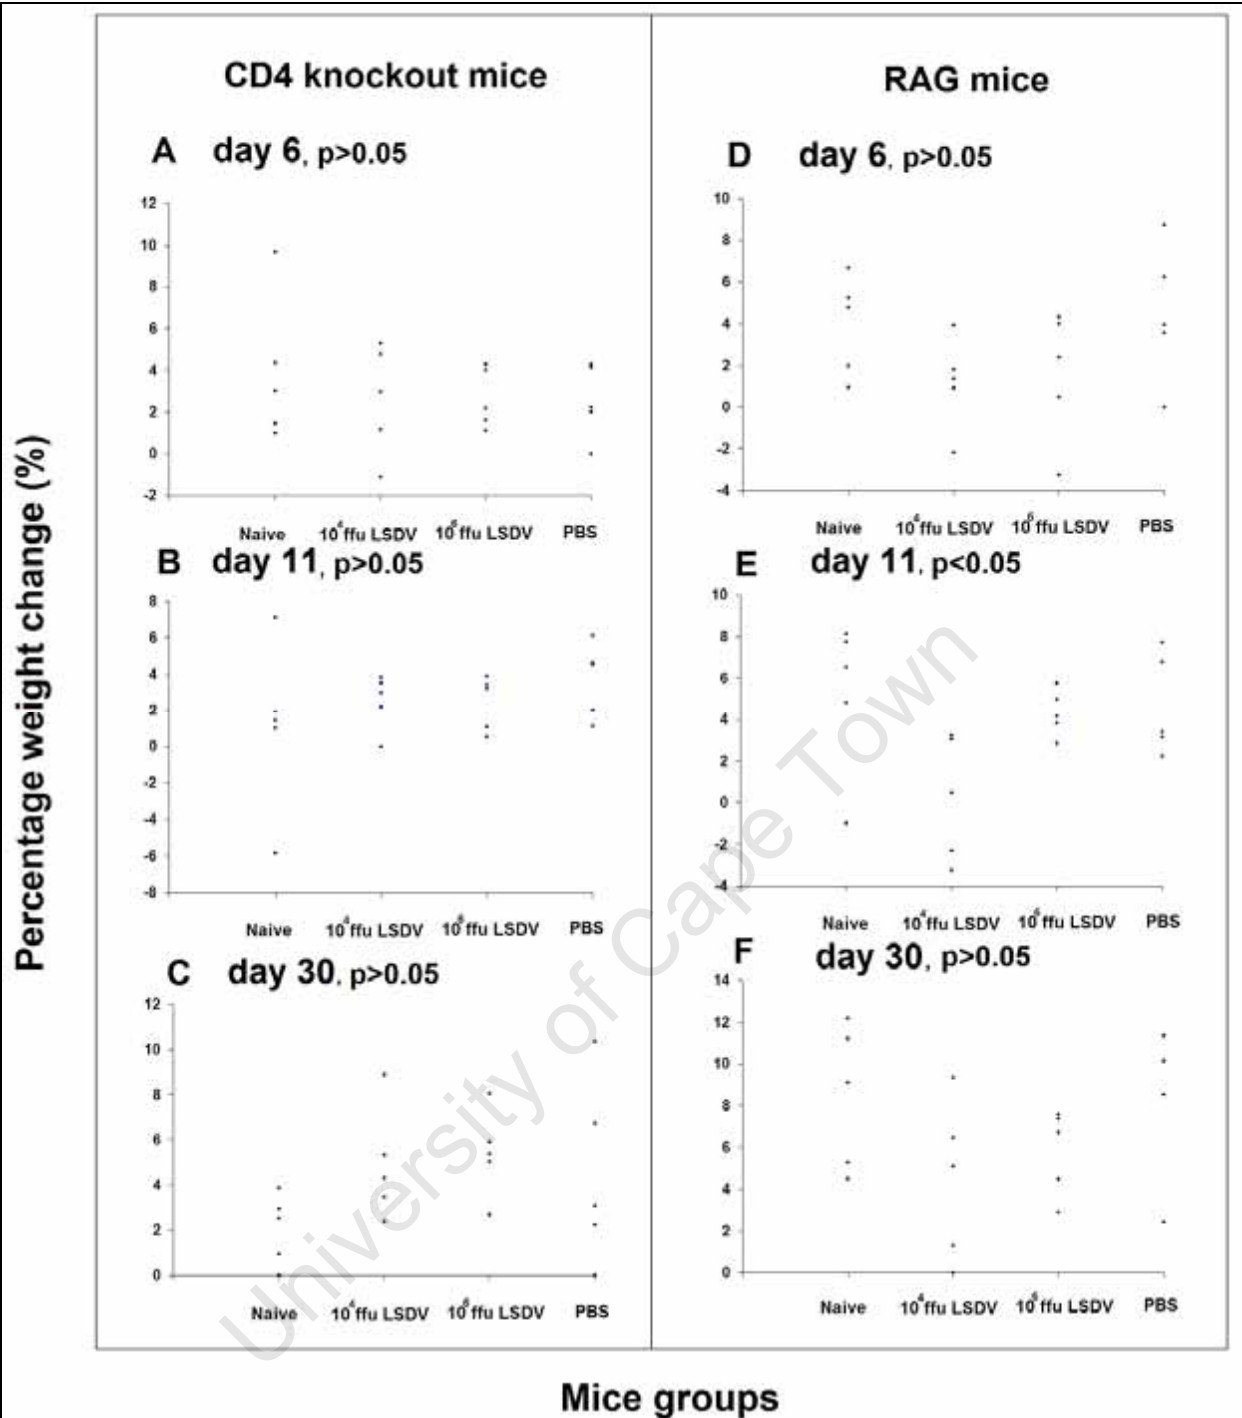 CD4 knockout mice
A day 6, p>0.05
12
10
8
6
4
2
0
-2
Naive 10⁴ffu LSDV 10⁶ffu LSDV PBS
B day 11, p>0.05
8
6
4
2
0
-2
-4
-6
-8
Naive 10⁴ffu LSDV 10⁶ffu LSDV PBS
C day 30, p>0.05
12
10
8
6
4
2
0
Naive 10⁴ffu LSDV 10⁶ffu LSDV PBS
RAG mice
D day 6, p>0.05
10
8
6
4
2
0
-2
-4
Naive 10⁴ffu LSDV 10⁶ffu LSDV PBS
E day 11, p<0.05
10
8
6
4
2
0
-2
-4
Naive 10⁴ffu LSDV 10⁶ffu LSDV PBS
F day 30, p>0.05
14
12
10
8
6
4
2
0
Naive 10⁴ffu LSDV 10⁶ffu LSDV PBS
Percentage weight change (%)
Mice groups
University of Cape Town